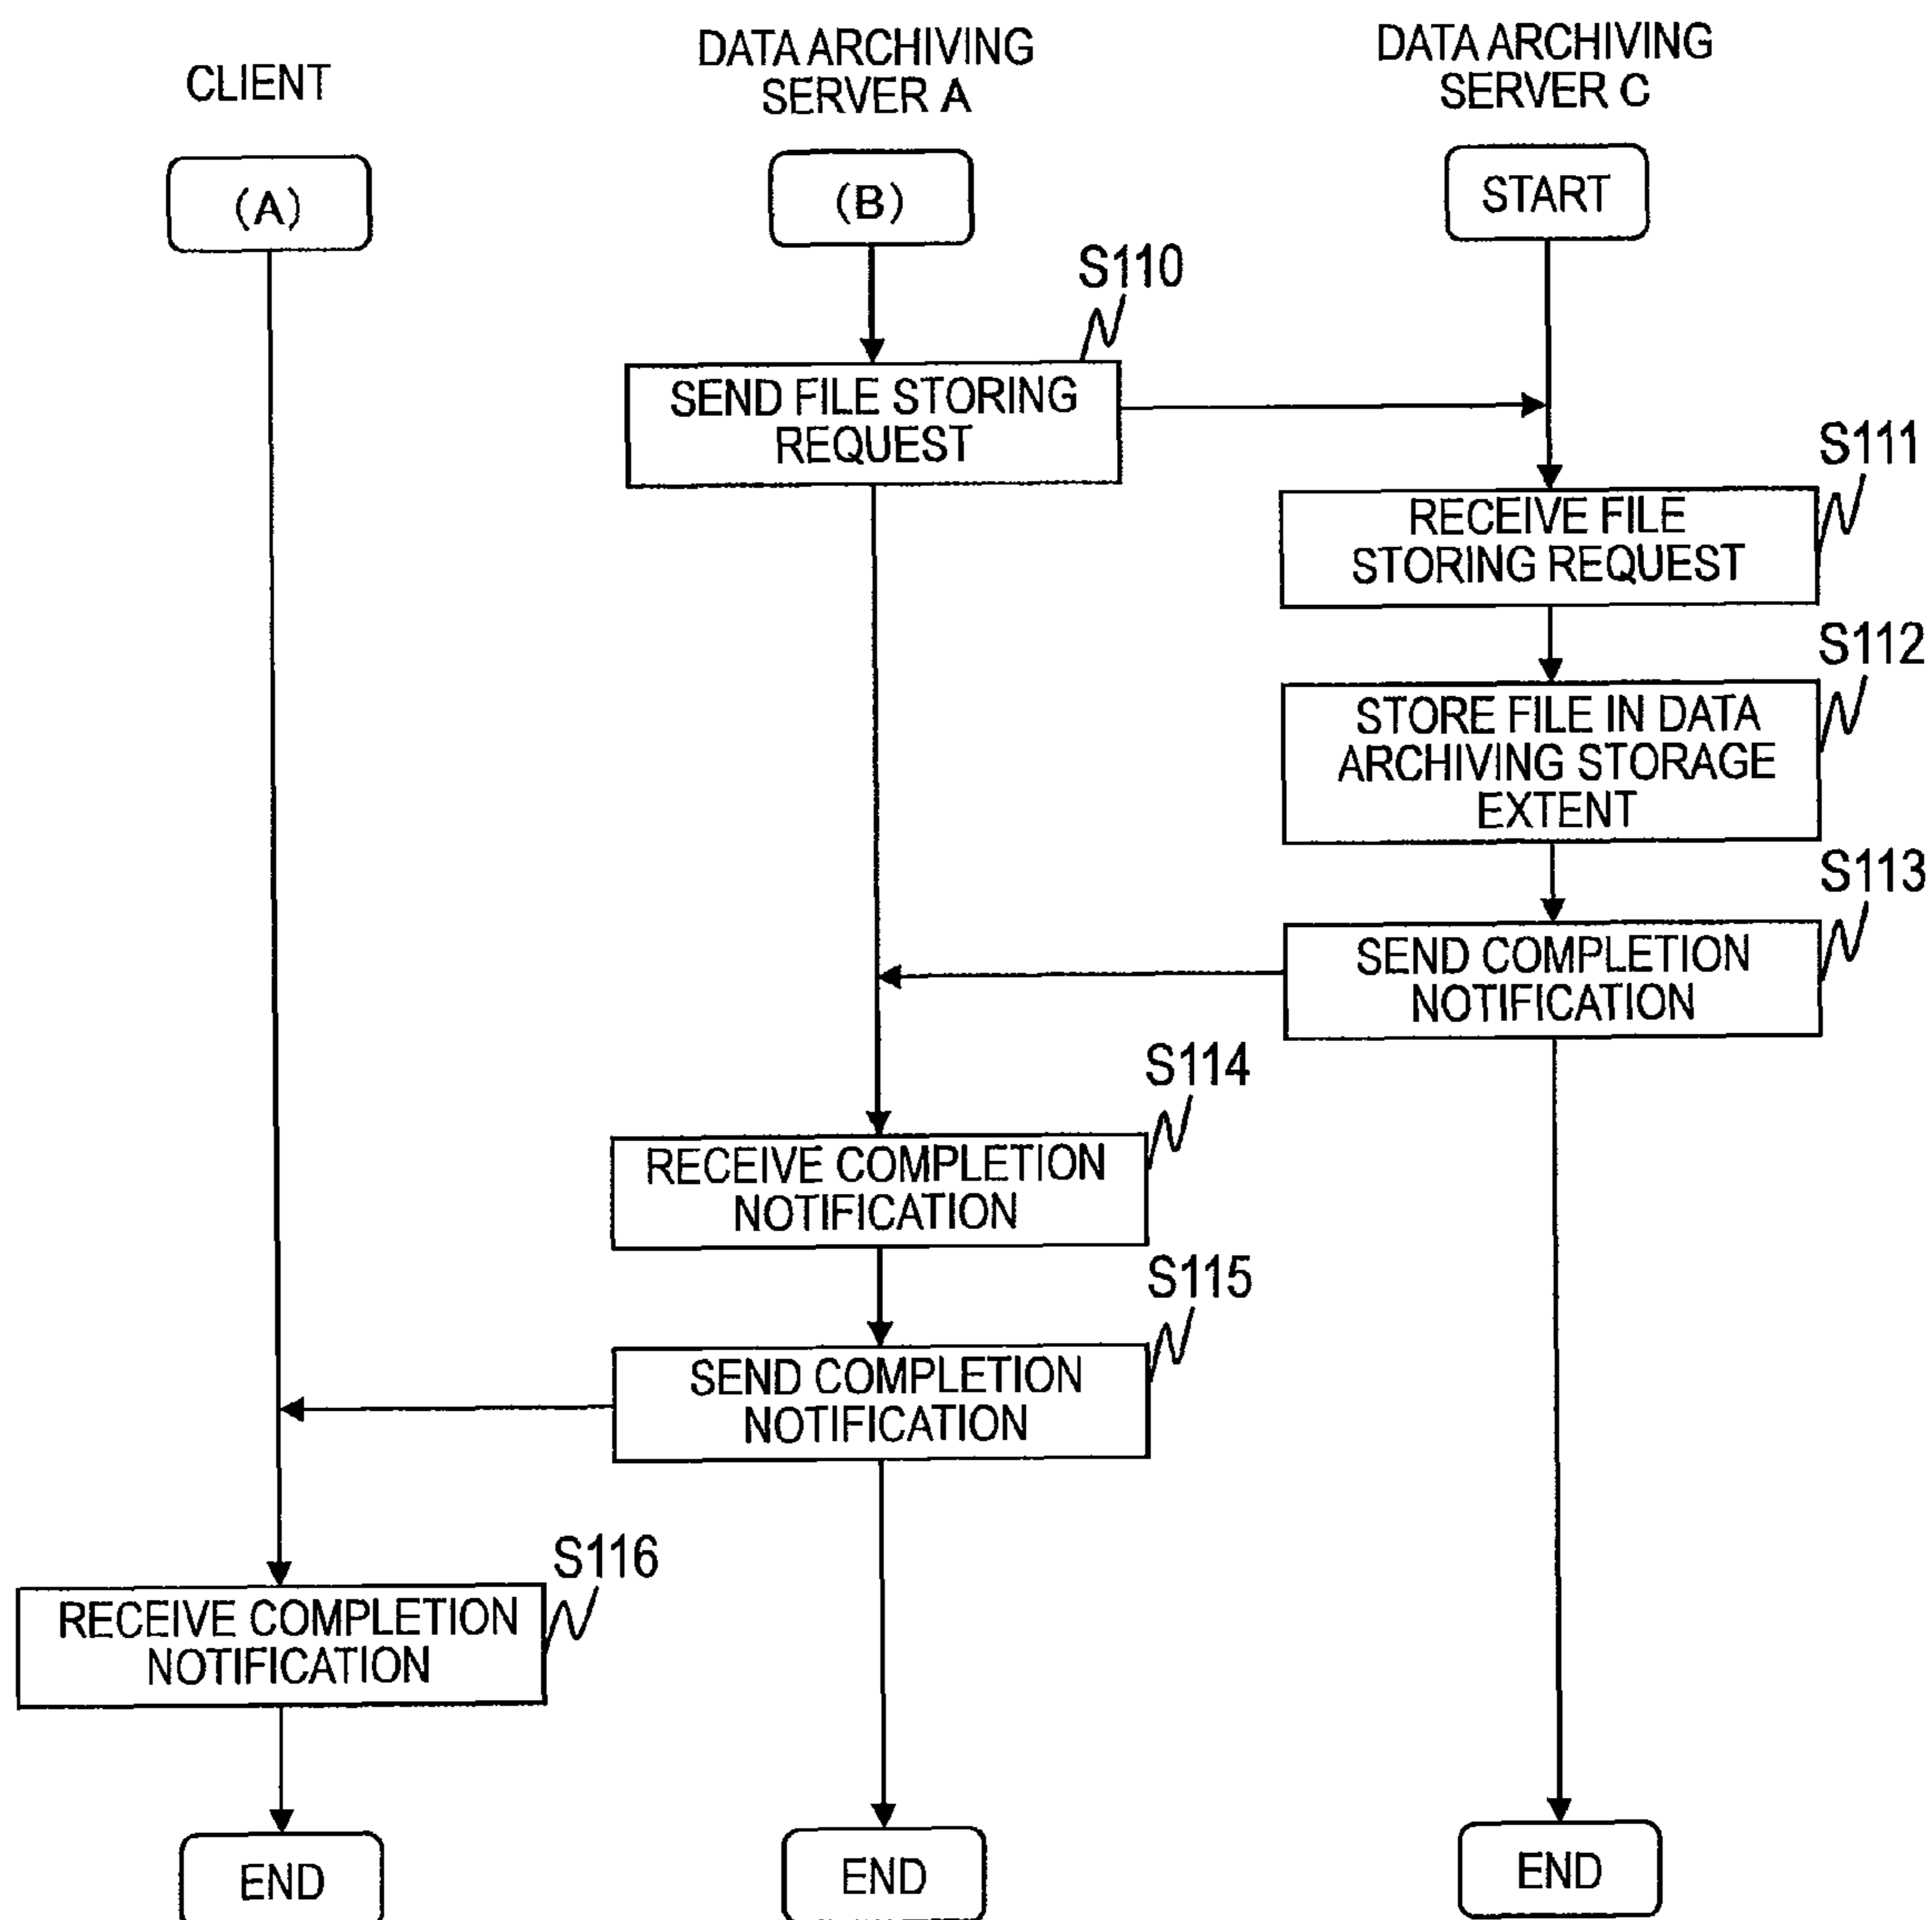 CLIENT
DATA ARCHIVING
SERVER A
DATA ARCHIVING
SERVER C
(A)
(B)
START
S110
SEND FILE STORING
REQUEST
S111
RECEIVE FILE
STORING REQUEST
S112
STORE FILE IN DATA
ARCHIVING STORAGE
EXTENT
S113
SEND COMPLETION
NOTIFICATION
S114
RECEIVE COMPLETION
NOTIFICATION
S115
SEND COMPLETION
NOTIFICATION
S116
RECEIVE COMPLETION
NOTIFICATION
END
END
END